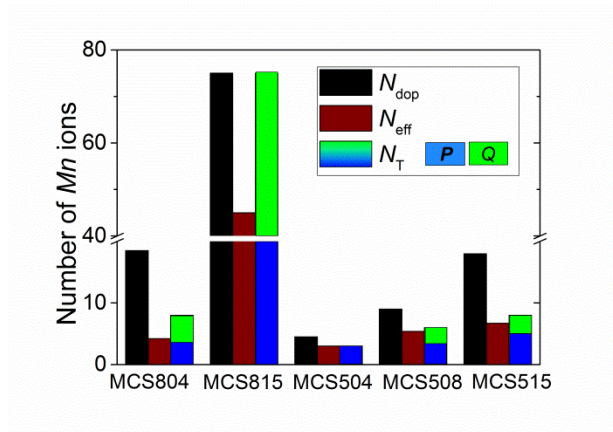 80
60
40
10
0
Number of Mn ions
N_dop
N_eff
N_T P Q
MCS804 MCS815 MCS504 MCS508 MCS515